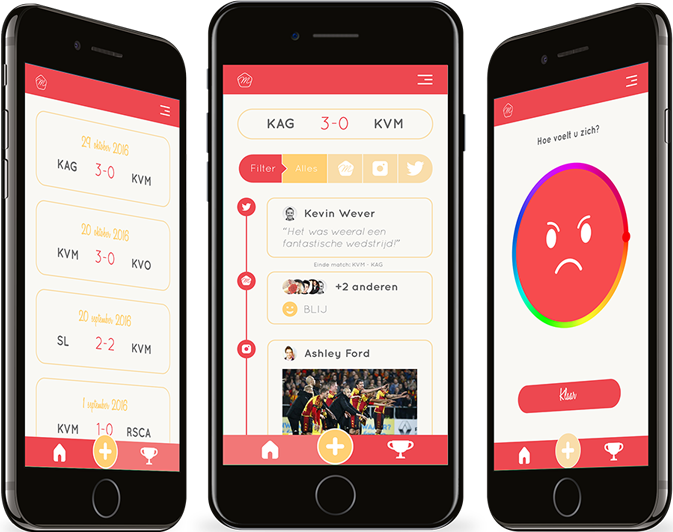 29 oktober 2016
KAG 3-0 KVM
20 oktober 2016
KVM 3-0 KVO
20 september 2016
SL 2-2 KVM
1 september 2016
KVM 1-0 RSCA
KAG 3-0 KVM
Filter Alles
Kevin Wever
“Het was weeral een
fantastische wedstrijd!”
Einde match: KVM - KAG
+2 anderen
BLIJ
Ashley Ford
Hoe voelt u zich?
Klaar